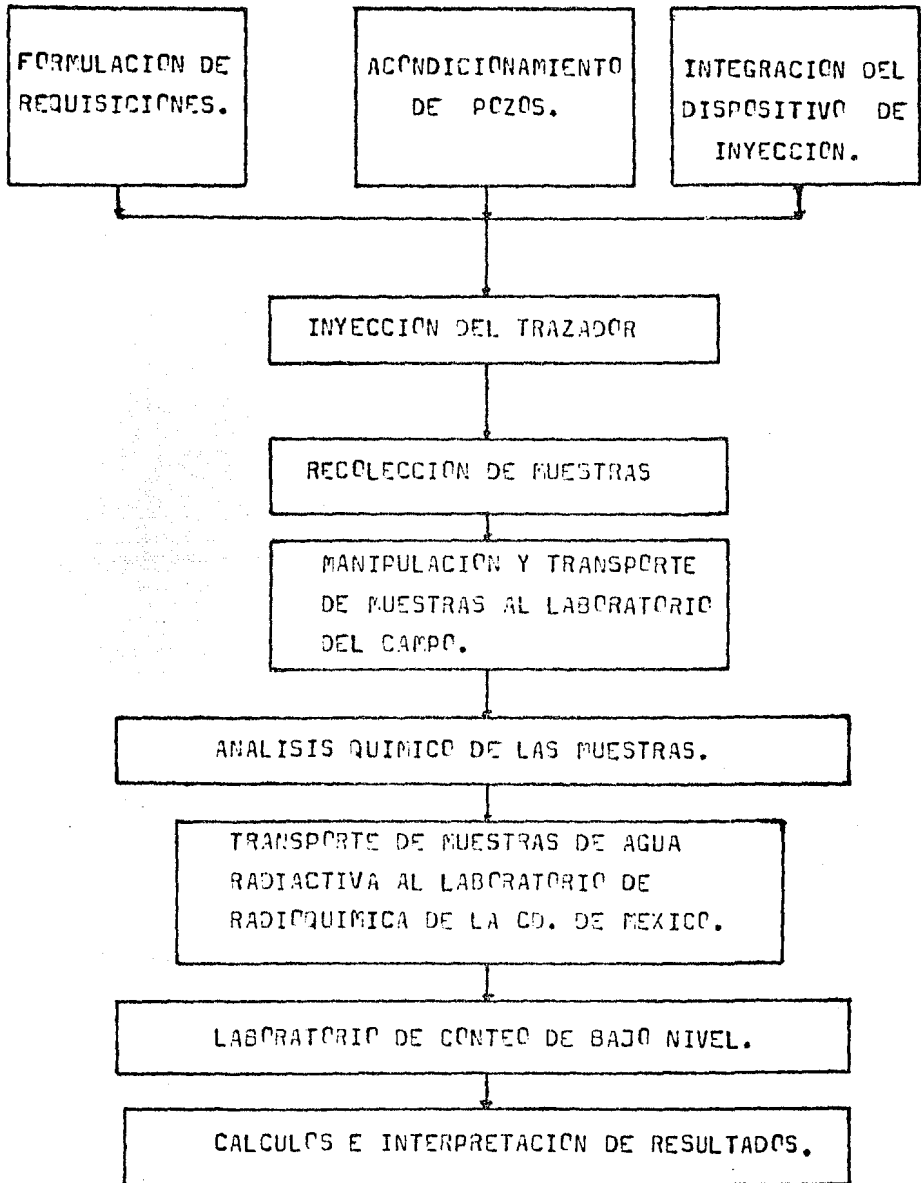 FORMULACION DE
REQUISICIONES.
ACONDICIONAMIENTO
DE POZOS.
INTEGRACION DEL
DISPOSITIVO DE
INYECCION.
INYECCION DEL TRAZADOR
RECOLECCION DE MUESTRAS
MANIPULACION Y TRANSPORTE
DE MUESTRAS AL LABORATORIO
DEL CAMPO.
ANALISIS QUIMICO DE LAS MUESTRAS.
TRANSPORTE DE MUESTRAS DE AGUA
RADIACTIVA AL LABORATORIO DE
RADIOQUIMICA DE LA CD. DE MEXICO.
LABORATORIO DE CONTEO DE BAJO NIVEL.
CALCULOS E INTERPRETACION DE RESULTADOS.